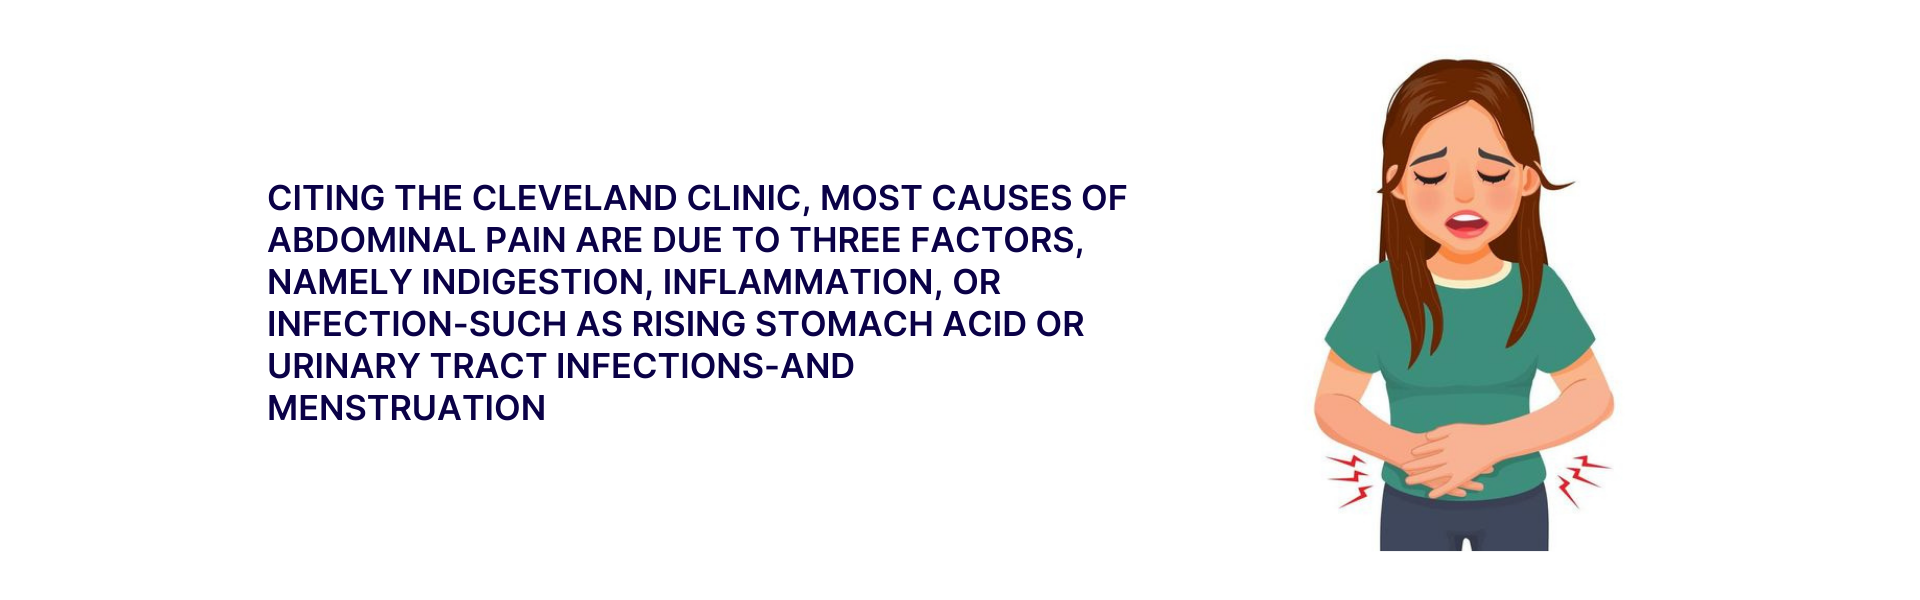 CITING THE CLEVELAND CLINIC, MOST CAUSES OF
ABDOMINAL PAIN ARE DUE TO THREE FACTORS,
NAMELY INDIGESTION, INFLAMMATION, OR
INFECTION-SUCH AS RISING STOMACH ACID OR
URINARY TRACT INFECTIONS-AND
MENSTRUATION